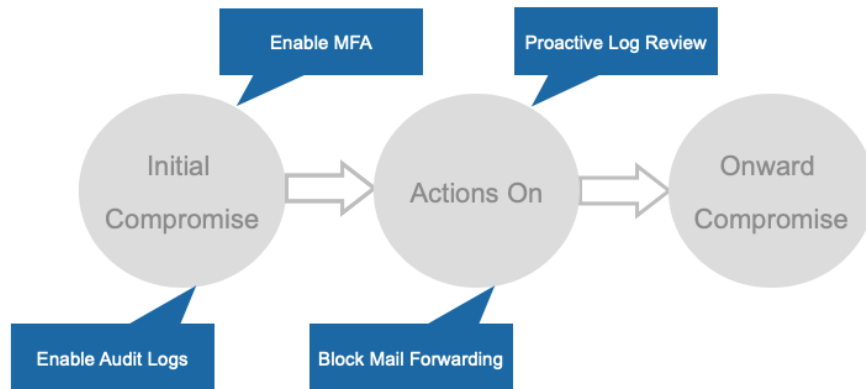 Enable MFA
Proactive Log Review
Initial
Compromise
Actions On
Onward
Compromise
Enable Audit Logs
Block Mail Forwarding